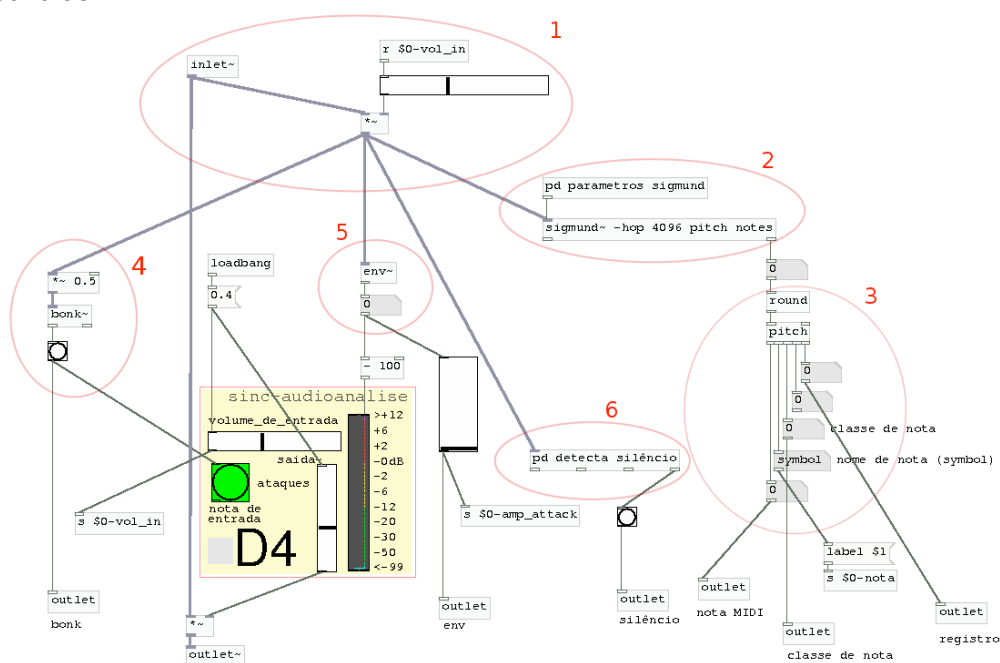 1
r $0-vol_in
inlet~
*~
2
pd parametros sigmund
sigmund~ -hop 4096 pitch notes
5
4
loadbang
env~
0
*~ 0.5
0.4
0
3
round
bonk~
pitch
- 100
0
sinc-audioanalise
0
volume_de_entrada
>+12
+6
+2
-0dB
-2
-6
-12
-20
-30
-50
<-99
6
0
classe de nota
saida
pd detecta silêncio
symbol
nome de nota (symbol)
ataques
0
nota de
entrada
D4
s $0-vol_in
s $0-amp_attack
label $1
s $0-nota
outlet
bonk
outlet
env
outlet
silêncio
outlet
nota MIDI
outlet
registro
*~
outlet
classe de nota
outlet~